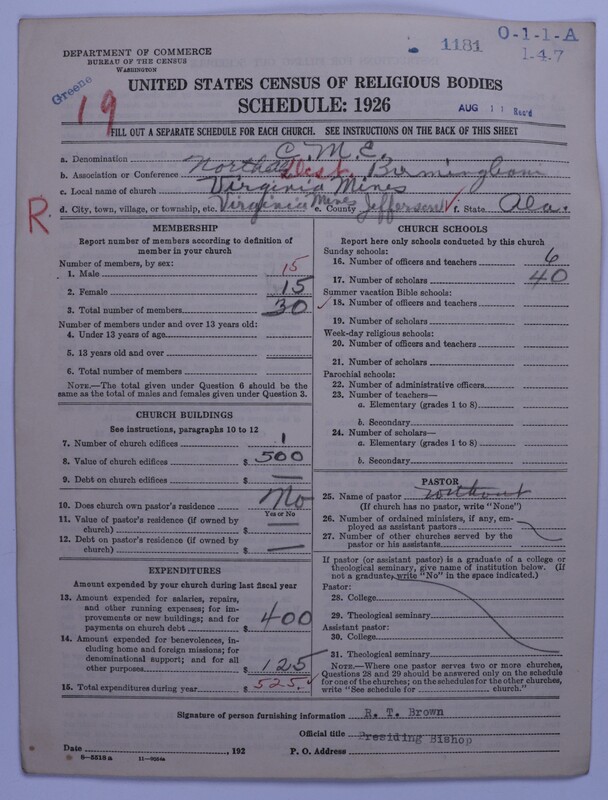 DEPARTMENT OF COMMERCE
BUREAU OF THE CENSUS
WASHINGTON
Greene
19
1181
O-1-1-A
1-4.7
UNITED STATES CENSUS OF RELIGIOUS BODIES
SCHEDULE: 1926
AUG 11 Rec'd
FILL OUT A SEPARATE SCHEDULE FOR EACH CHURCH. SEE INSTRUCTIONS ON THE BACK OF THIS SHEET
a. Denomination C.M.E.
b. Association or Conference North Ala. Dist. Birmingham
c. Local name of church Virginia Mines
R.
d. City, town, village, or township, etc. Virginia Mines e. County Jefferson f. State Ala.
MEMBERSHIP
Report number of members according to definition of
member in your church
Number of members, by sex:
1. Male 15
2. Female 15
3. Total number of members 30
Number of members under and over 13 years old:
4. Under 13 years of age
5. 13 years old and over
6. Total number of members
NOTE.—The total given under Question 6 should be the
same as the total of males and females given under Question 3.
CHURCH BUILDINGS
See instructions, paragraphs 10 to 12
7. Number of church edifices 1
8. Value of church edifices $ 500
9. Debt on church edifices $ —
10. Does church own pastor's residence No
Yes or No
11. Value of pastor's residence (if owned by
church) $ —
12. Debt on pastor's residence (if owned by
church) $ —
EXPENDITURES
Amount expended by your church during last fiscal year
13. Amount expended for salaries, repairs,
and other running expenses; for im-
provements or new buildings; and for
payments on church debt $ 400
14. Amount expended for benevolences, in-
cluding home and foreign missions; for
denominational support; and for all
other purposes $ 125
15. Total expenditures during year $ 525.
CHURCH SCHOOLS
Report here only schools conducted by this church
Sunday schools:
16. Number of officers and teachers 6
17. Number of scholars 40
Summer vacation Bible schools:
18. Number of officers and teachers
19. Number of scholars
Week-day religious schools:
20. Number of officers and teachers
21. Number of scholars
Parochial schools:
22. Number of administrative officers
23. Number of teachers—
a. Elementary (grades 1 to 8)
b. Secondary
24. Number of scholars—
a. Elementary (grades 1 to 8)
b. Secondary
PASTOR
25. Name of pastor
(If church has no pastor, write "None")
26. Number of ordained ministers, if any, em-
ployed as assistant pastors
27. Number of other churches served by the
pastor or his assistants
If pastor (or assistant pastor) is a graduate of a college or
theological seminary, give name of institution below. (If
not a graduate, write "No" in the space indicated.)
Pastor:
28. College
29. Theological seminary
Assistant pastor:
30. College
31. Theological seminary
NOTE.—Where one pastor serves two or more churches,
Questions 28 and 29 should be answered only on the schedule
for one of the churches; on the schedules for the other churches,
write "See schedule for church."
Signature of person furnishing information R. T. Brown
Official title Presiding Bishop
Date , 192 P. O. Address
8—5518a 11—9504a